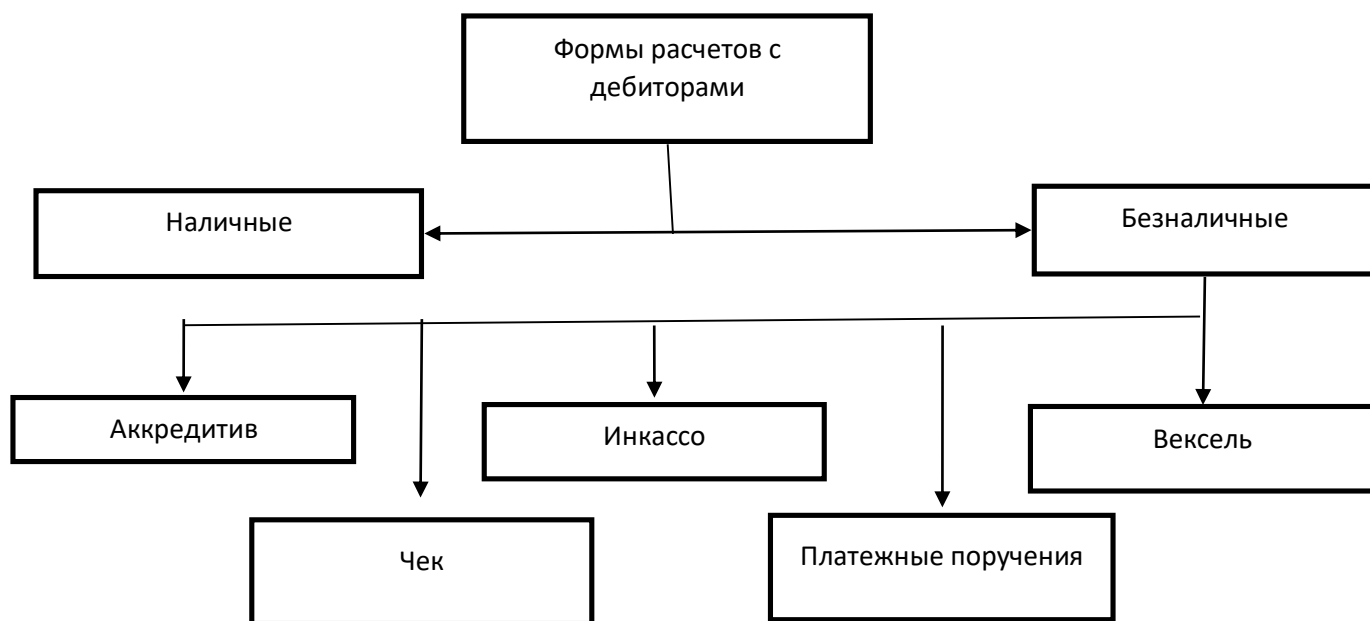 Формы расчетов с
дебиторами
Наличные
Безналичные
Аккредитив
Инкассо
Вексель
Чек
Платежные поручения